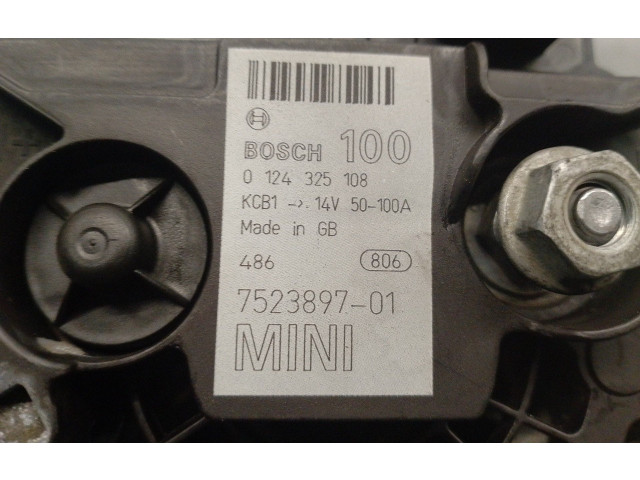 BOSCH 100
0 124 325 108
KCB1 -> 14V 50-100A
Made in GB
486 806
7523897-01
MINI